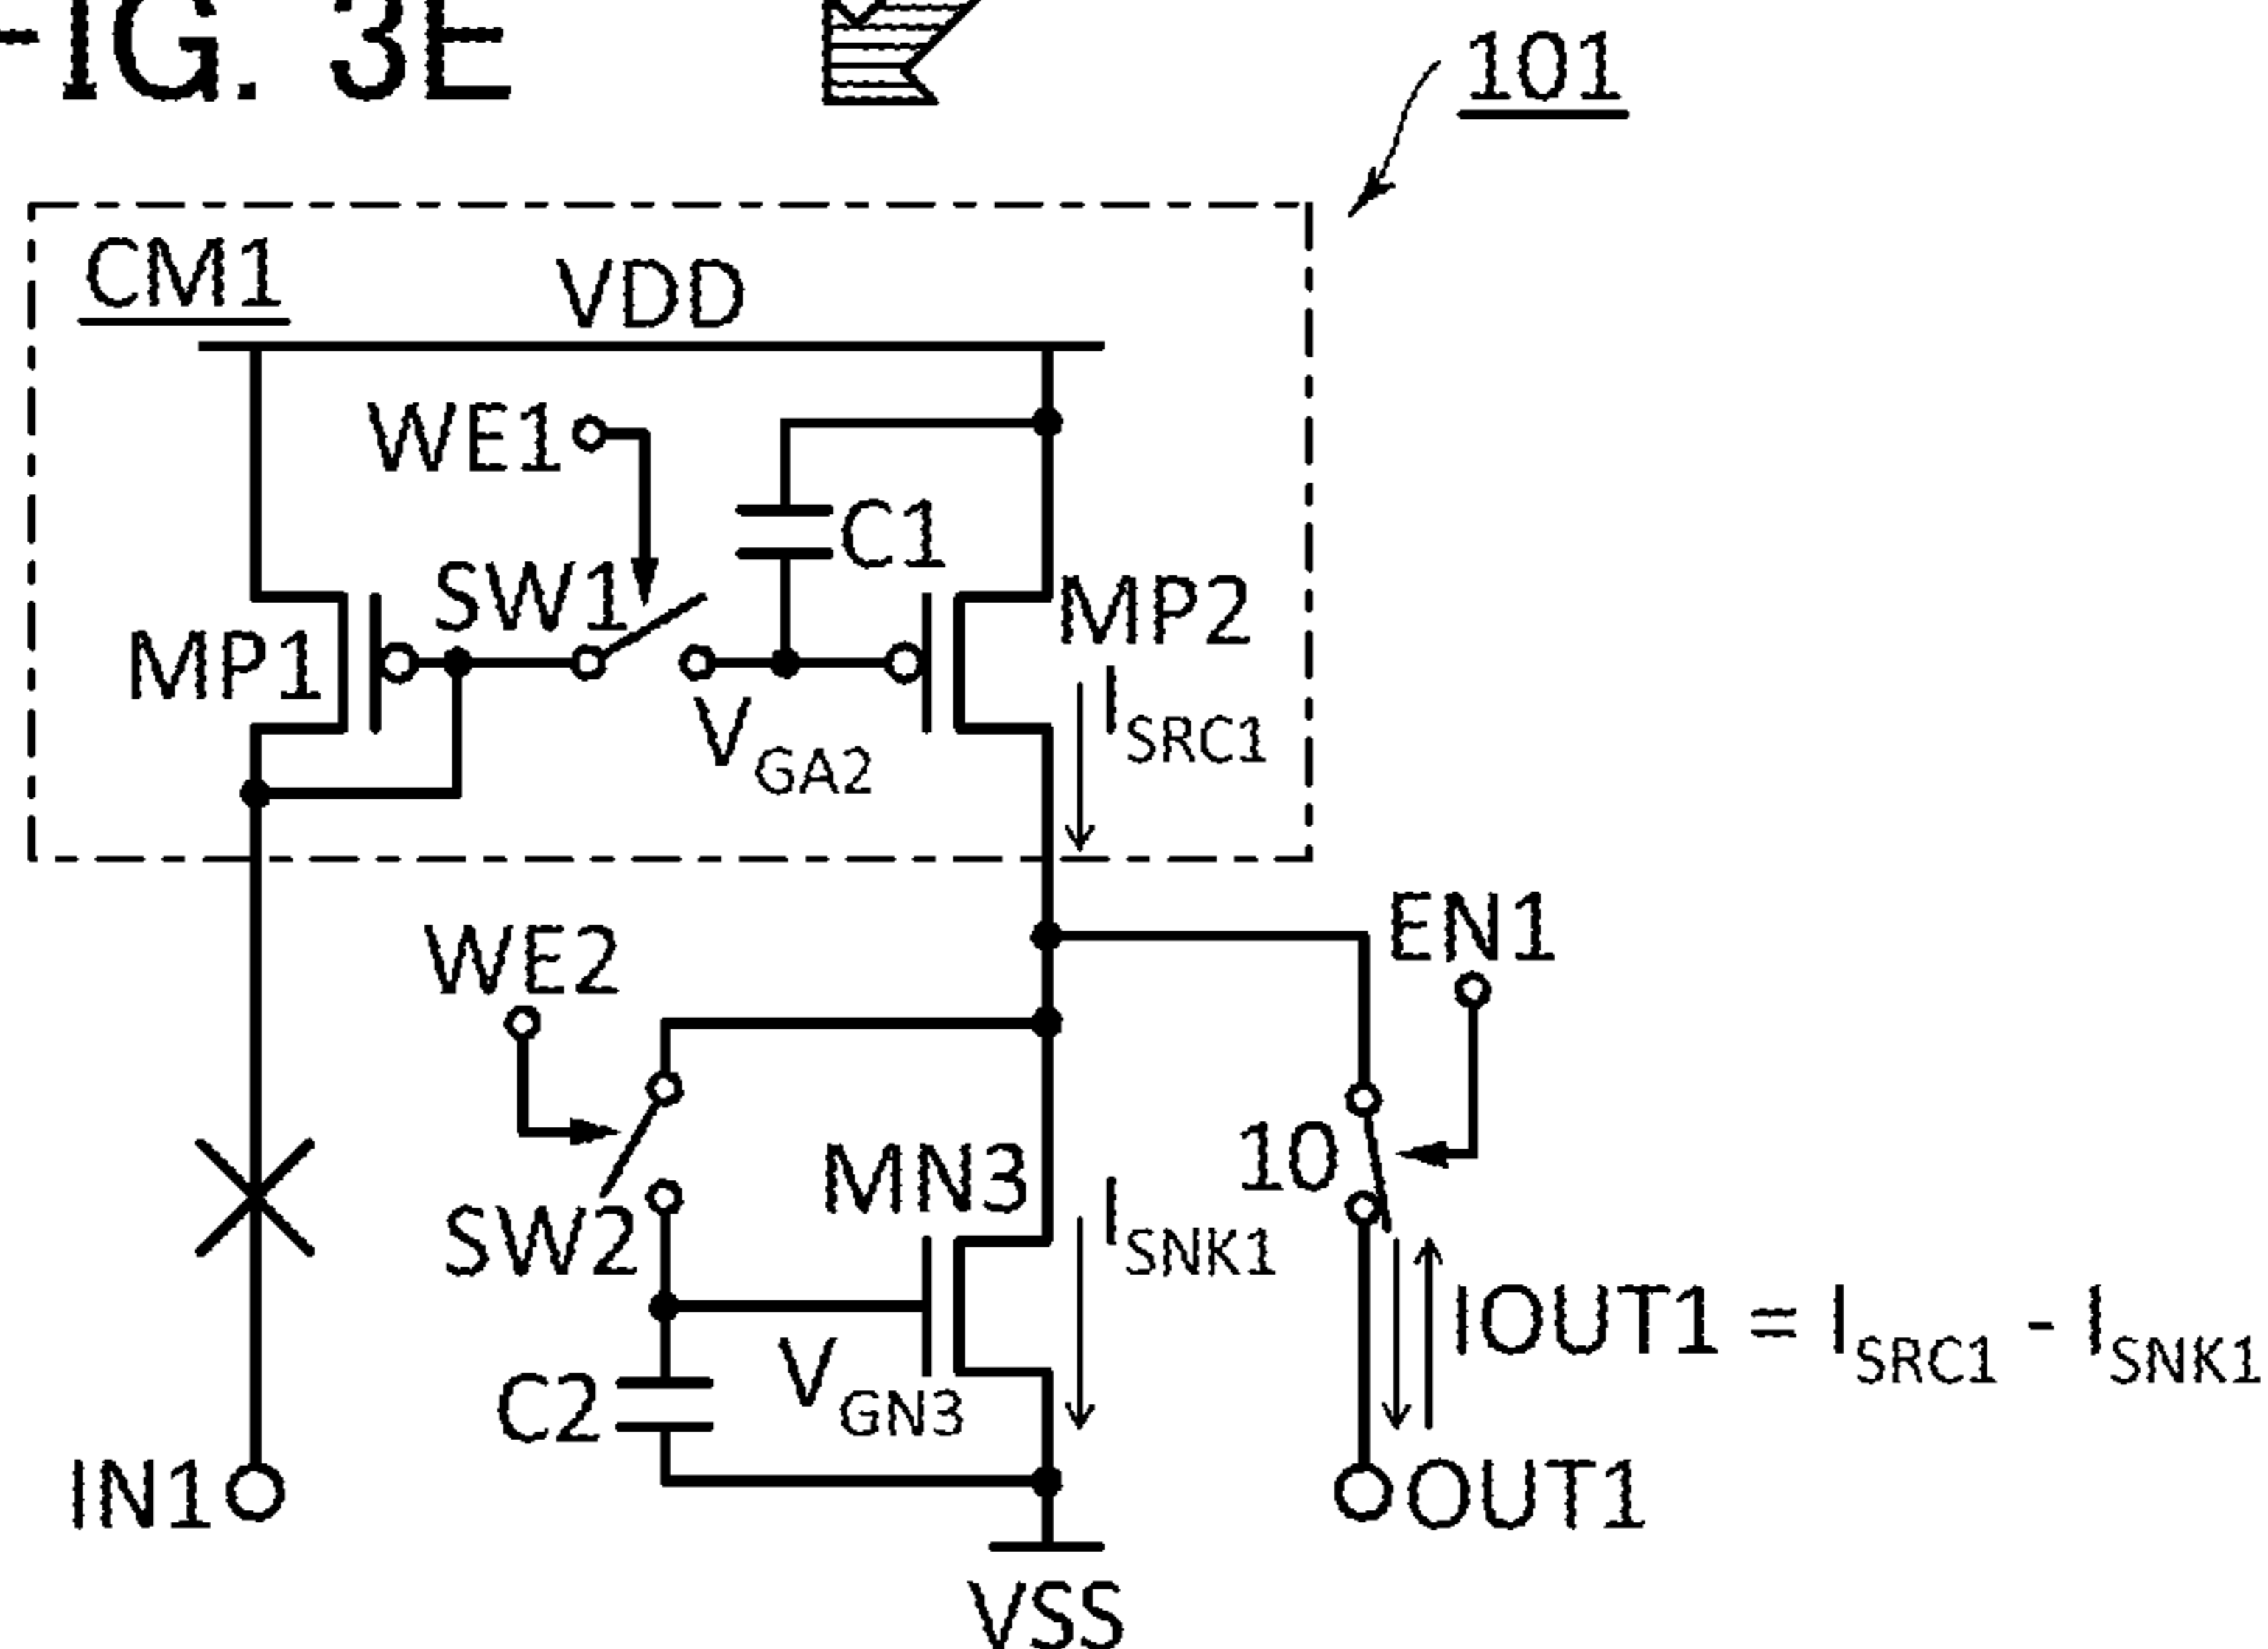 FIG. 3E
101
CM1
VDD
WE1
C1
SW1
MP2
MP1
ISRC1
VGA2
EN1
WE2
10
MN3
SW2
ISNK1
IOUT1 = ISRC1 - ISNK1
VGN3
C2
IN1
OUT1
VSS